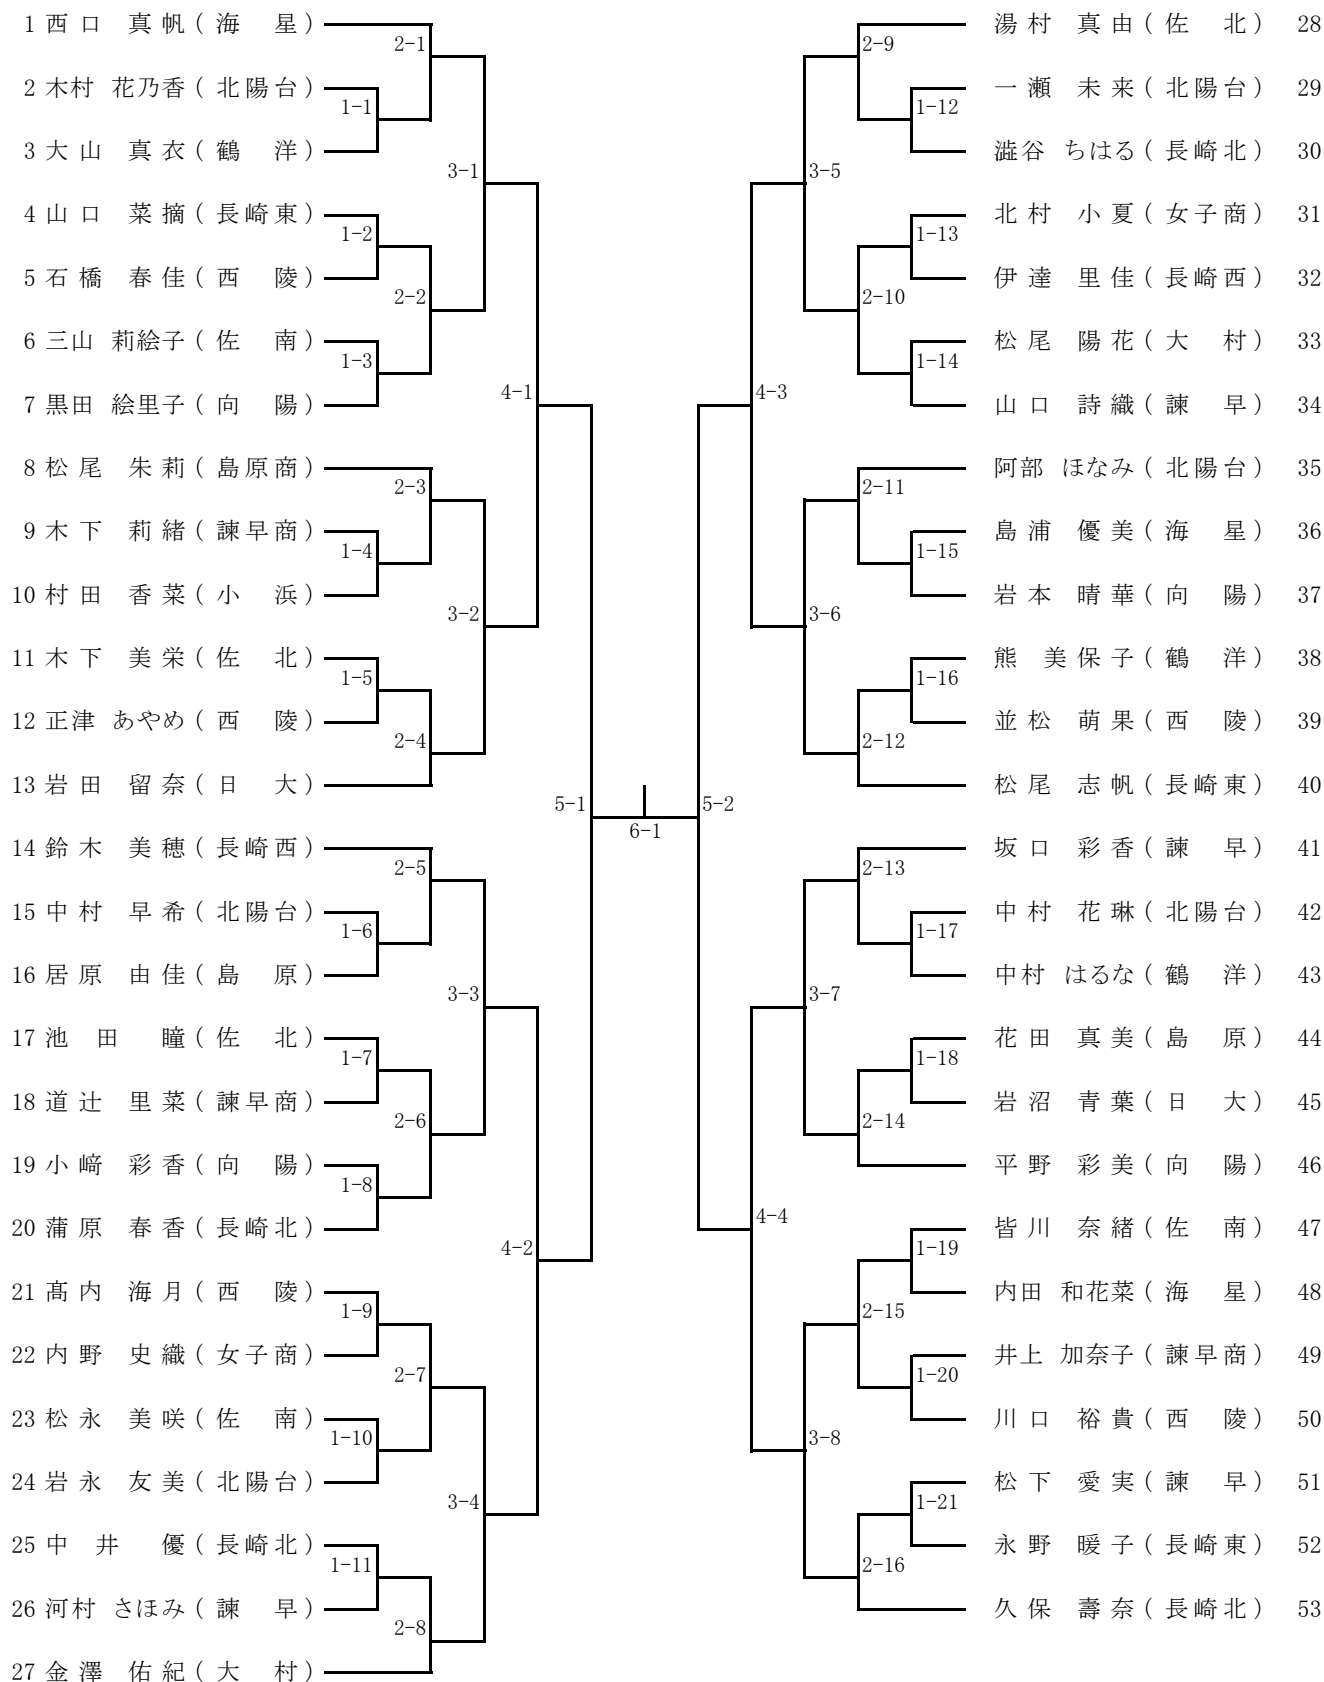 1 西口 真帆 ( 海 星 )
2-1
2 木村 花乃香 ( 北陽台 )
1-1
3 大山 真衣 ( 鶴 洋 )
3-1
4 山口 菜摘 ( 長崎東 )
1-2
5 石橋 春佳 ( 西 陵 )
2-2
6 三山 莉絵子 ( 佐 南 )
1-3
7 黒田 絵里子 ( 向 陽 )
4-1
8 松尾 朱莉 ( 島原商 )
2-3
9 木下 莉緒 ( 諫早商 )
1-4
10 村田 香菜 ( 小 浜 )
3-2
11 木下 美栄 ( 佐 北 )
1-5
12 正津 あやめ ( 西 陵 )
2-4
13 岩田 留奈 ( 日 大 )
5-1
14 鈴木 美穂 ( 長崎西 )
2-5
15 中村 早希 ( 北陽台 )
1-6
16 居原 由佳 ( 島 原 )
3-3
17 池田 瞳 ( 佐 北 )
1-7
18 道辻 里菜 ( 諫早商 )
2-6
19 小﨑 彩香 ( 向 陽 )
1-8
20 蒲原 春香 ( 長崎北 )
4-2
21 髙内 海月 ( 西 陵 )
1-9
22 内野 史織 ( 女子商 )
2-7
23 松永 美咲 ( 佐 南 )
1-10
24 岩永 友美 ( 北陽台 )
3-4
25 中井 優 ( 長崎北 )
1-11
26 河村 さほみ ( 諫 早 )
2-8
27 金澤 佑紀 ( 大 村 )
6-1
湯村 真由 ( 佐 北 ) 28
2-9
一瀬 未来 ( 北陽台 ) 29
1-12
澁谷 ちはる ( 長崎北 ) 30
3-5
北村 小夏 ( 女子商 ) 31
1-13
伊達 里佳 ( 長崎西 ) 32
2-10
松尾 陽花 ( 大 村 ) 33
1-14
山口 詩織 ( 諫 早 ) 34
4-3
阿部 ほなみ ( 北陽台 ) 35
2-11
島浦 優美 ( 海 星 ) 36
1-15
岩本 晴華 ( 向 陽 ) 37
3-6
熊 美保子 ( 鶴 洋 ) 38
1-16
並松 萌果 ( 西 陵 ) 39
2-12
松尾 志帆 ( 長崎東 ) 40
5-2
坂口 彩香 ( 諫 早 ) 41
2-13
中村 花琳 ( 北陽台 ) 42
1-17
中村 はるな ( 鶴 洋 ) 43
3-7
花田 真美 ( 島 原 ) 44
1-18
岩沼 青葉 ( 日 大 ) 45
2-14
平野 彩美 ( 向 陽 ) 46
4-4
皆川 奈緒 ( 佐 南 ) 47
1-19
内田 和花菜 ( 海 星 ) 48
2-15
井上 加奈子 ( 諫早商 ) 49
1-20
川口 裕貴 ( 西 陵 ) 50
3-8
松下 愛実 ( 諫 早 ) 51
1-21
永野 暖子 ( 長崎東 ) 52
2-16
久保 壽奈 ( 長崎北 ) 53